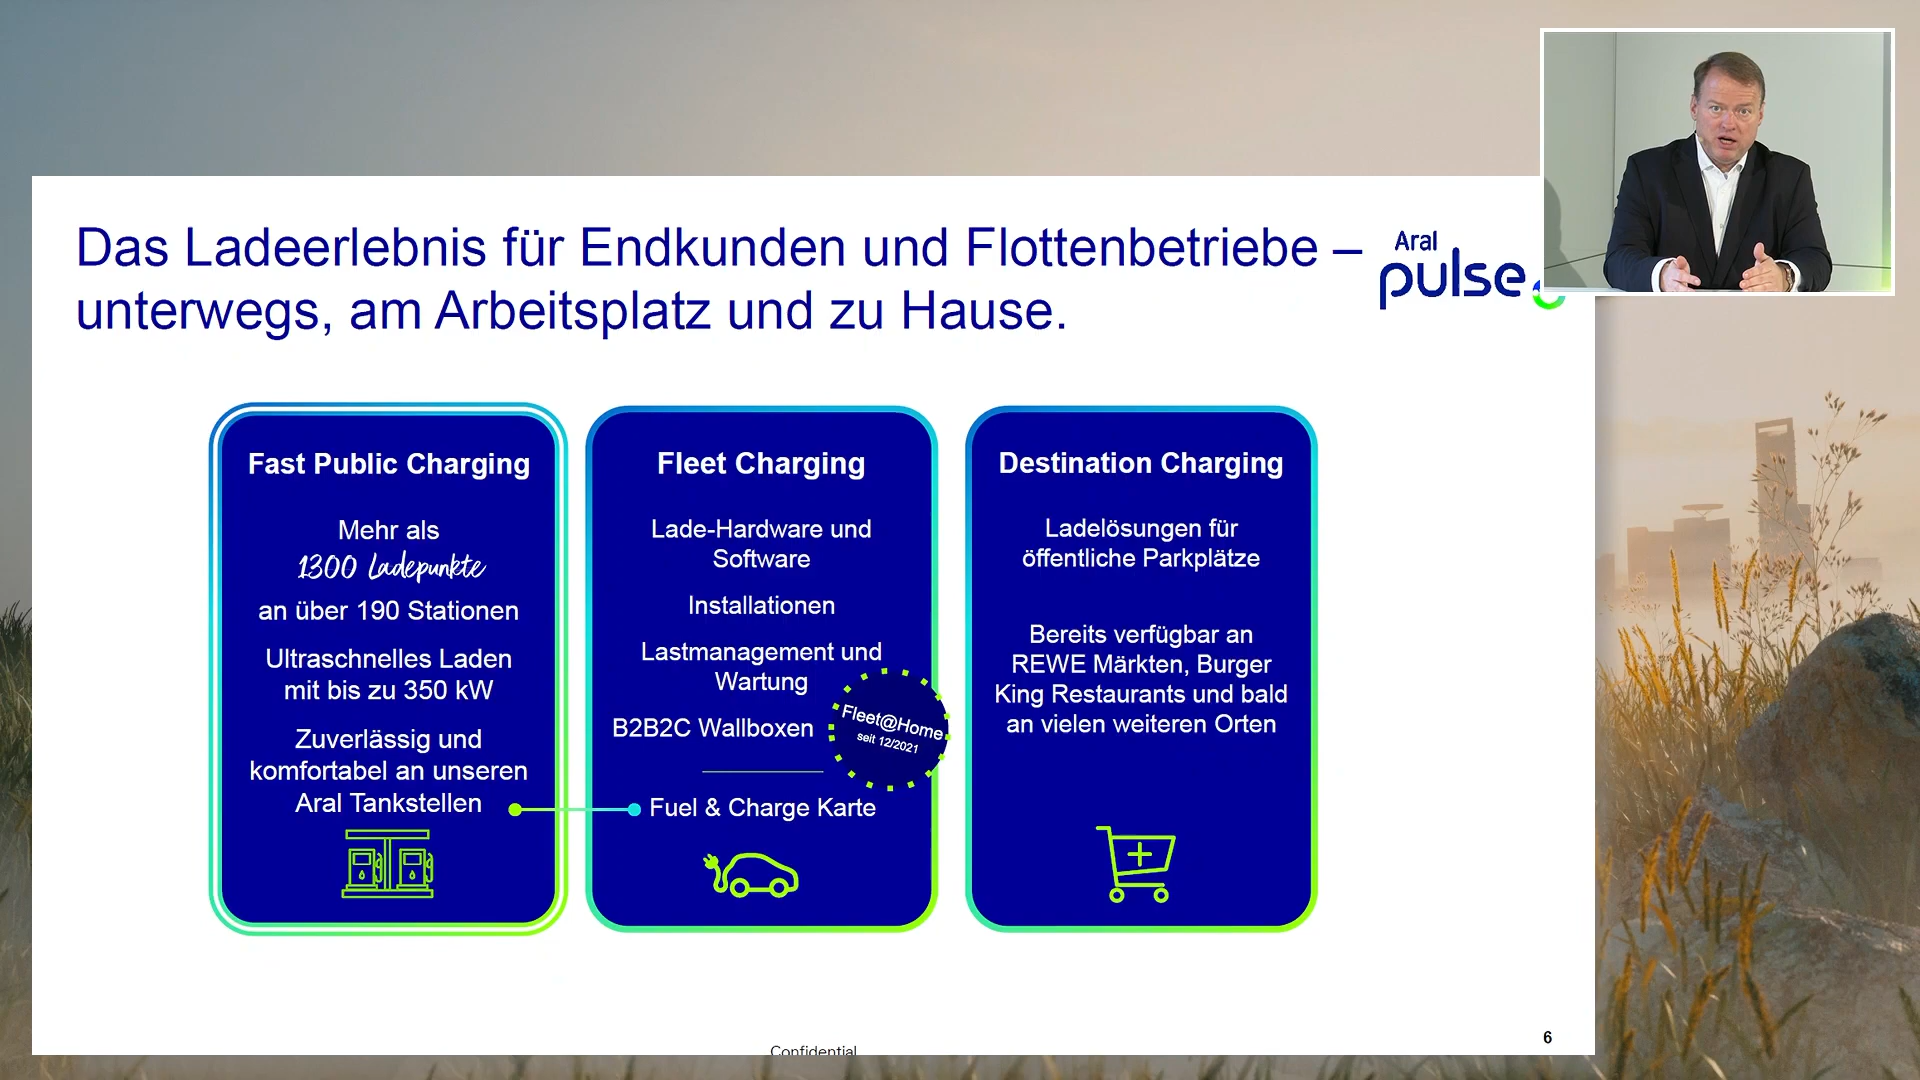 Das Ladeerlebnis für Endkunden und Flottenbetriebe –
unterwegs, am Arbeitsplatz und zu Hause.
Aral
pulse
Fast Public Charging
Mehr als
1300 Ladepunkte
an über 190 Stationen
Ultraschnelles Laden
mit bis zu 350 kW
Zuverlässig und
komfortabel an unseren
Aral Tankstellen
Fleet Charging
Lade-Hardware und
Software
Installationen
Lastmanagement und
Wartung
B2B2C Wallboxen
Fleet@Home
seit 12/2021
Fuel & Charge Karte
Destination Charging
Ladelösungen für
öffentliche Parkplätze
Bereits verfügbar an
REWE Märkten, Burger
King Restaurants und bald
an vielen weiteren Orten
6
Confidential